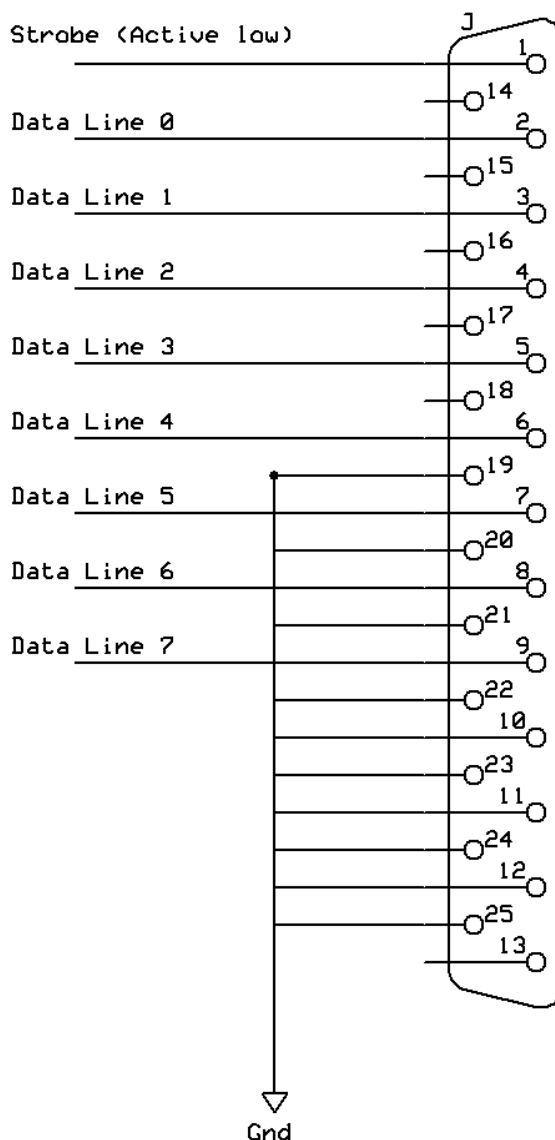 J
Strobe (Active low)
1
14
Data Line 0
2
15
Data Line 1
3
16
Data Line 2
4
17
Data Line 3
5
18
Data Line 4
6
19
Data Line 5
7
20
Data Line 6
8
21
Data Line 7
9
22
10
23
11
24
12
25
13
Gnd